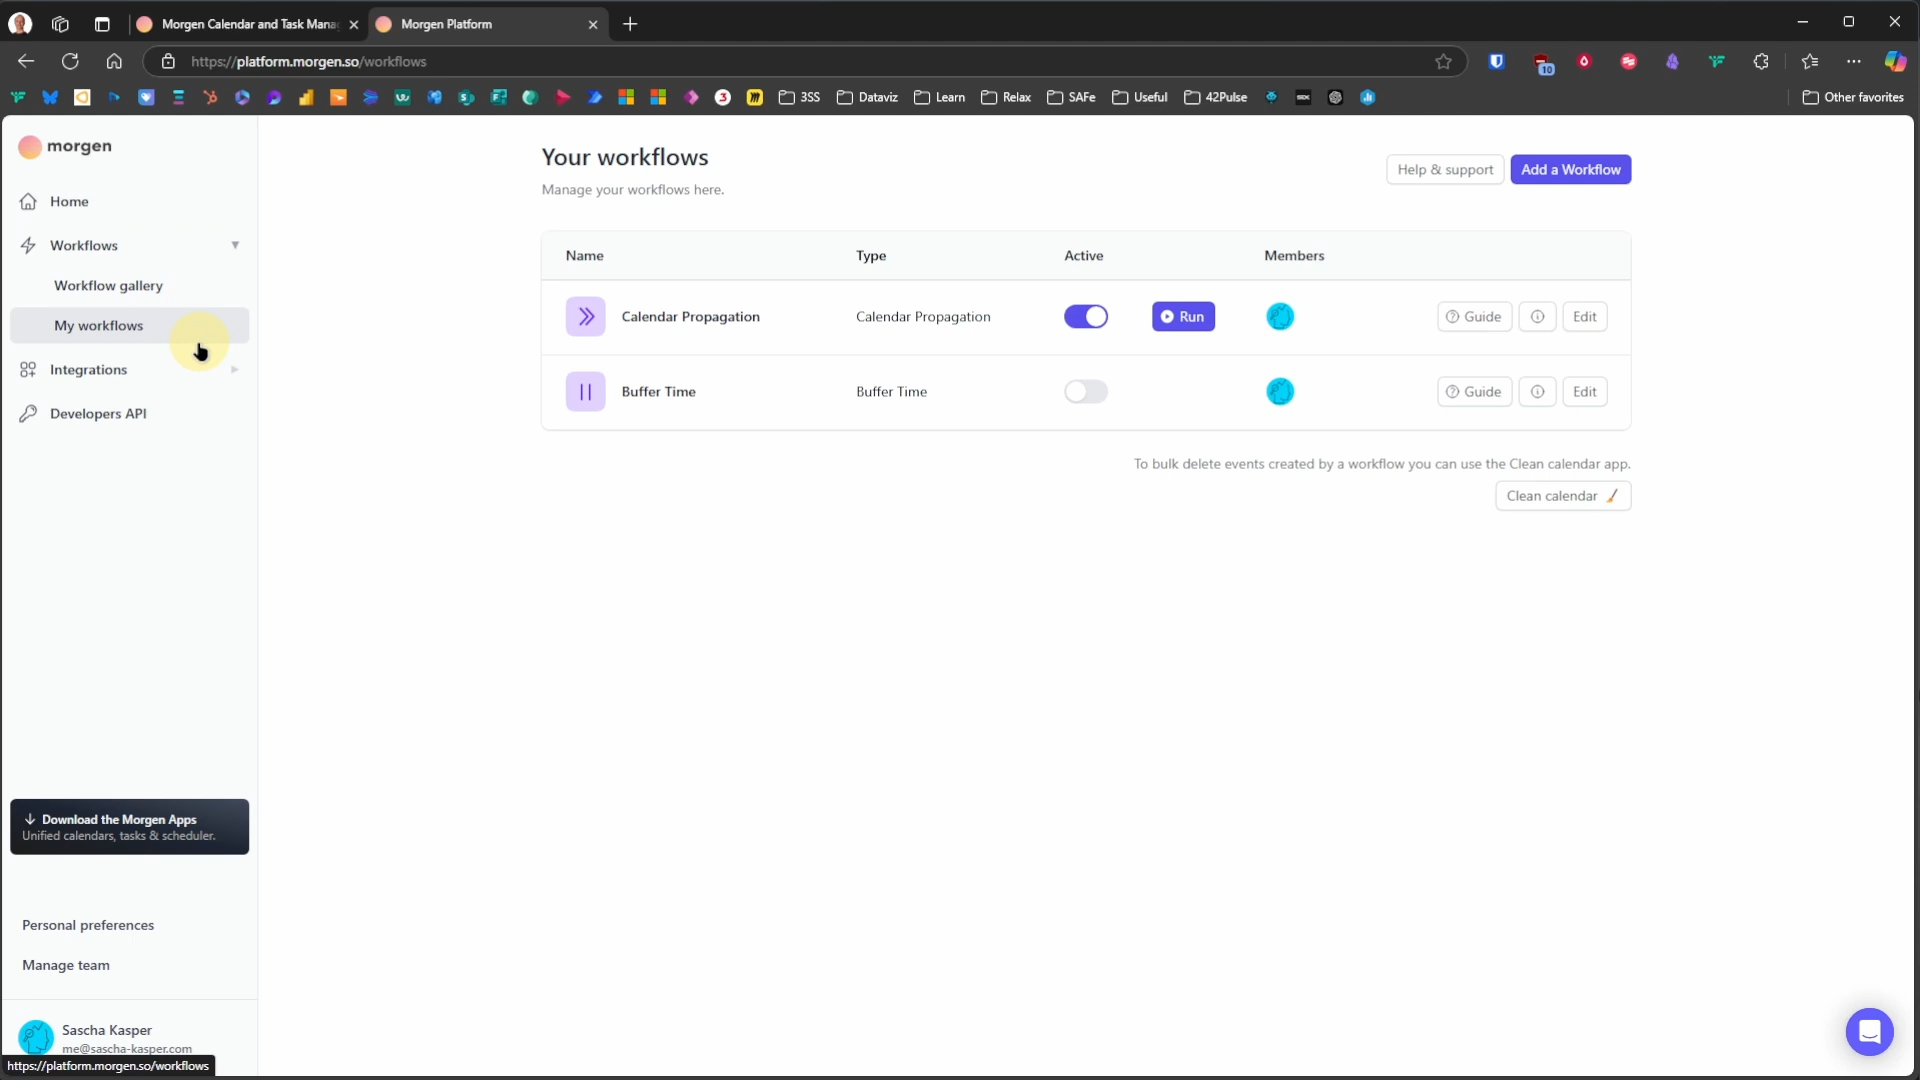 Morgen Calendar and Task Mana
Morgen Platform
https://platform.morgen.so/workflows
10
3SS
Dataviz
Learn
Relax
SAFe
Useful
42Pulse
Other favorites
morgen
Home
Workflows
Workflow gallery
My workflows
Integrations
Developers API
Your workflows
Manage your workflows here.
Help & support
Add a Workflow
Name Type Active Members
Calendar Propagation Calendar Propagation Run Guide Edit
Buffer Time Buffer Time Guide Edit
To bulk delete events created by a workflow you can use the Clean calendar app.
Clean calendar
Download the Morgen Apps
Unified calendars, tasks & scheduler.
Personal preferences
Manage team
Sascha Kasper
me@sascha-kasper.com
https://platform.morgen.so/workflows